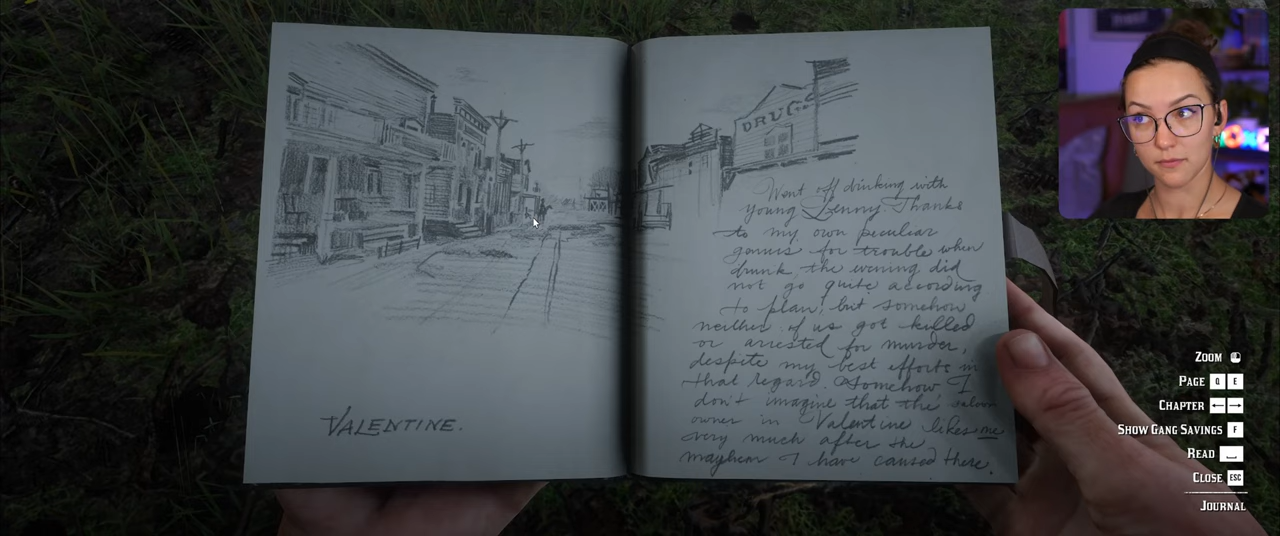 DRUGS
Went off drinking with
young Lenny. Thanks
to my own peculiar
genius for trouble when
drunk, the evening did
not go quite according
to plan, but somehow
neither of us got killed
or arrested for murder,
despite my best efforts in
that regard. Somehow I
don't imagine that the saloon
owner in Valentine likes me
very much after the
mayhem I have caused there.
VALENTINE.
ZOOM
PAGE Q E
CHAPTER ← →
SHOW GANG SAVINGS F
READ
CLOSE ESC
JOURNAL